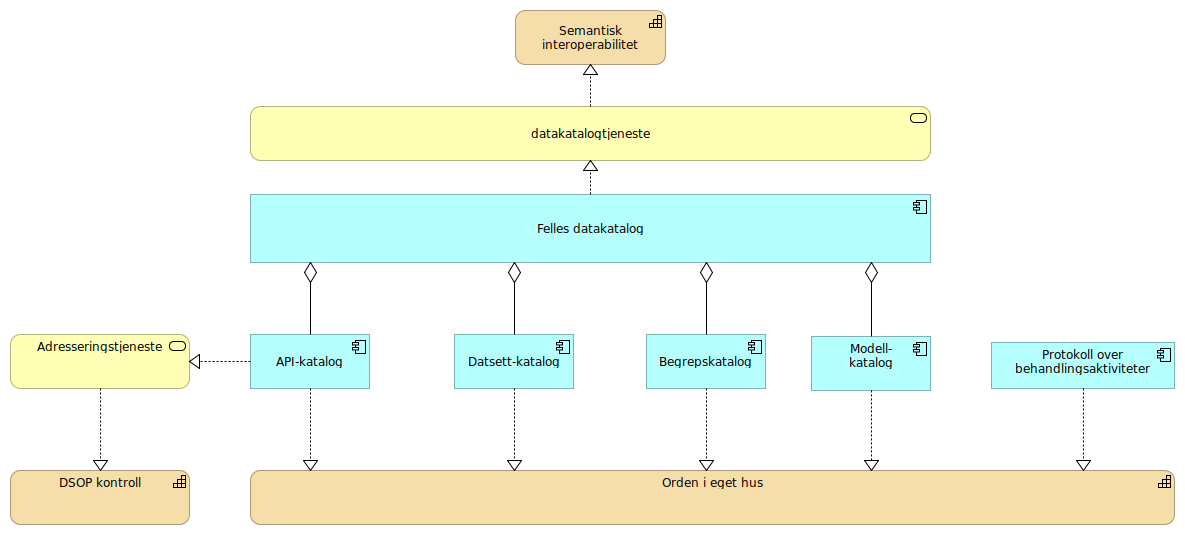 Semantisk
interoperabilitet
datakatalogtjeneste
Felles datakatalog
Adresseringstjeneste
API-katalog
Datsett-katalog
Begrepskatalog
Modell-
katalog
Protokoll over
behandlingsaktiviteter
DSOP kontroll
Orden i eget hus